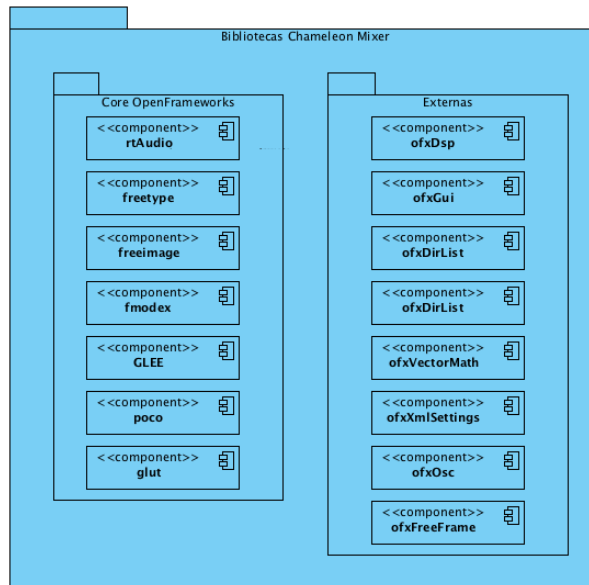 Bibliotecas Chameleon Mixer
Core OpenFrameworks
<<component>>
rtAudio
<<component>>
freetype
<<component>>
freeimage
<<component>>
fmodex
<<component>>
GLEE
<<component>>
poco
<<component>>
glut
Externas
<<component>>
ofxDsp
<<component>>
ofxGui
<<component>>
ofxDirList
<<component>>
ofxDirList
<<component>>
ofxVectorMath
<<component>>
ofxXmlSettings
<<component>>
ofxOsc
<<component>>
ofxFreeFrame